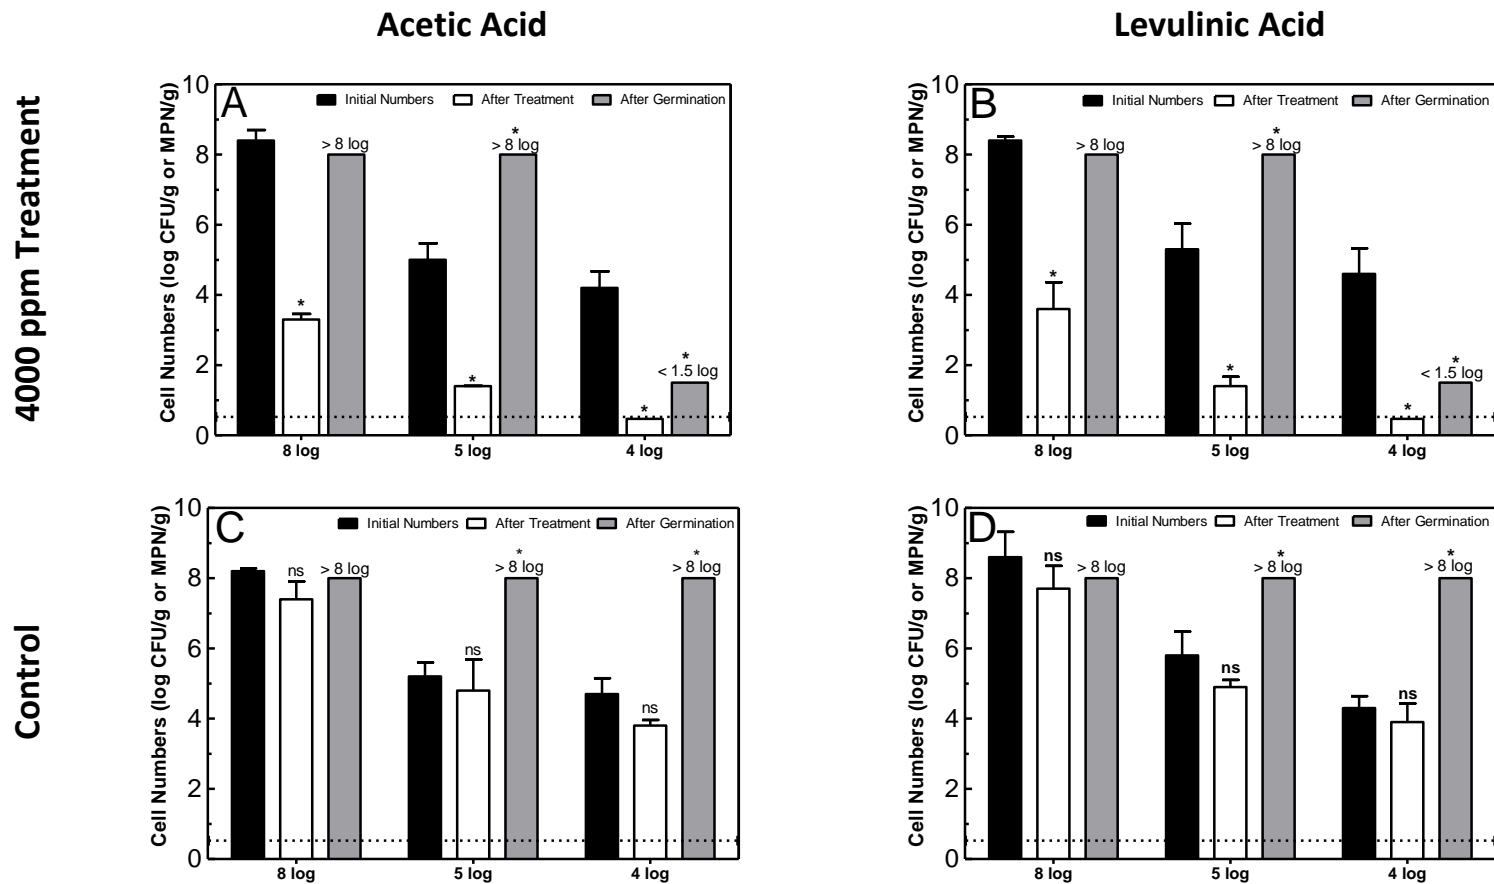 Acetic Acid
Levulinic Acid
4000 ppm Treatment
Control
A
Initial Numbers
After Treatment
After Germination
Cell Numbers (log CFU/g or MPN/g)
10
8
6
4
2
0
> 8 log
*
> 8 log
*
< 1.5 log
*
*
*
8 log
5 log
4 log
B
Initial Numbers
After Treatment
After Germination
Cell Numbers (log CFU/g or MPN/g)
10
8
6
4
2
0
> 8 log
*
> 8 log
*
< 1.5 log
*
*
*
8 log
5 log
4 log
C
Initial Numbers
After Treatment
After Germination
Cell Numbers (log CFU/g or MPN/g)
10
8
6
4
2
0
ns
> 8 log
ns
*
> 8 log
ns
*
> 8 log
8 log
5 log
4 log
D
Initial Numbers
After Treatment
After Germination
Cell Numbers (log CFU/g or MPN/g)
10
8
6
4
2
0
ns
> 8 log
ns
*
> 8 log
ns
*
> 8 log
8 log
5 log
4 log